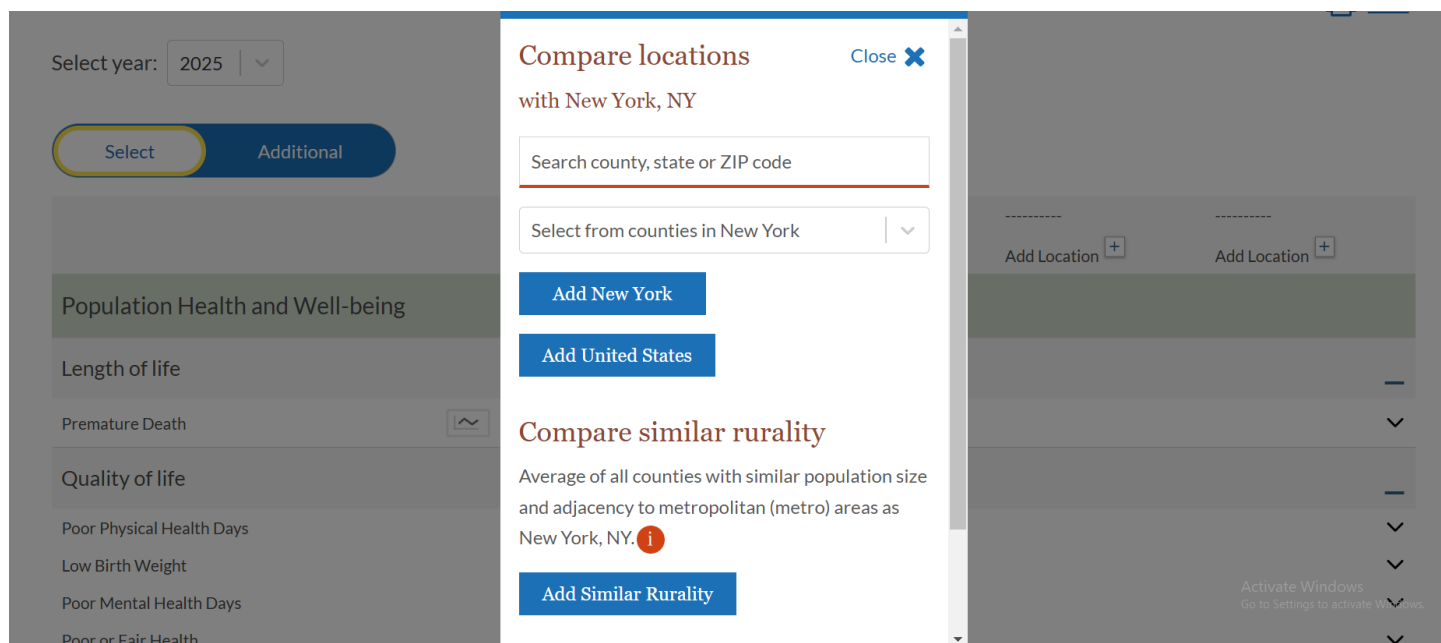 Select year:
2025
Select
Additional
----------
----------
Add Location +
Add Location +
Population Health and Well-being
Length of life
Premature Death
Quality of life
Poor Physical Health Days
Low Birth Weight
Poor Mental Health Days
Poor or Fair Health
Compare locations
Close
with New York, NY
Search county, state or ZIP code
Select from counties in New York
Add New York
Add United States
Compare similar rurality
Average of all counties with similar population size
and adjacency to metropolitan (metro) areas as
New York, NY. i
Add Similar Rurality
Activate Windows
Go to Settings to activate Windows.